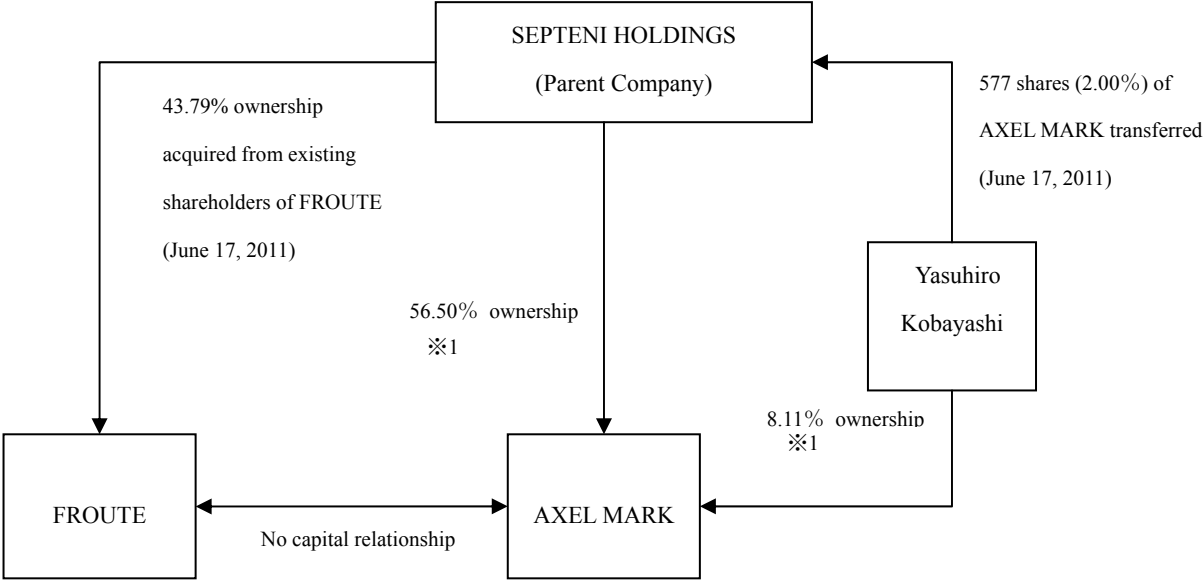 SEPTENI HOLDINGS
(Parent Company)
43.79% ownership
acquired from existing
shareholders of FROUTE
(June 17, 2011)
577 shares (2.00%) of
AXEL MARK transferred
(June 17, 2011)
Yasuhiro
Kobayashi
56.50% ownership
※1
8.11% ownership
※1
FROUTE
No capital relationship
AXEL MARK